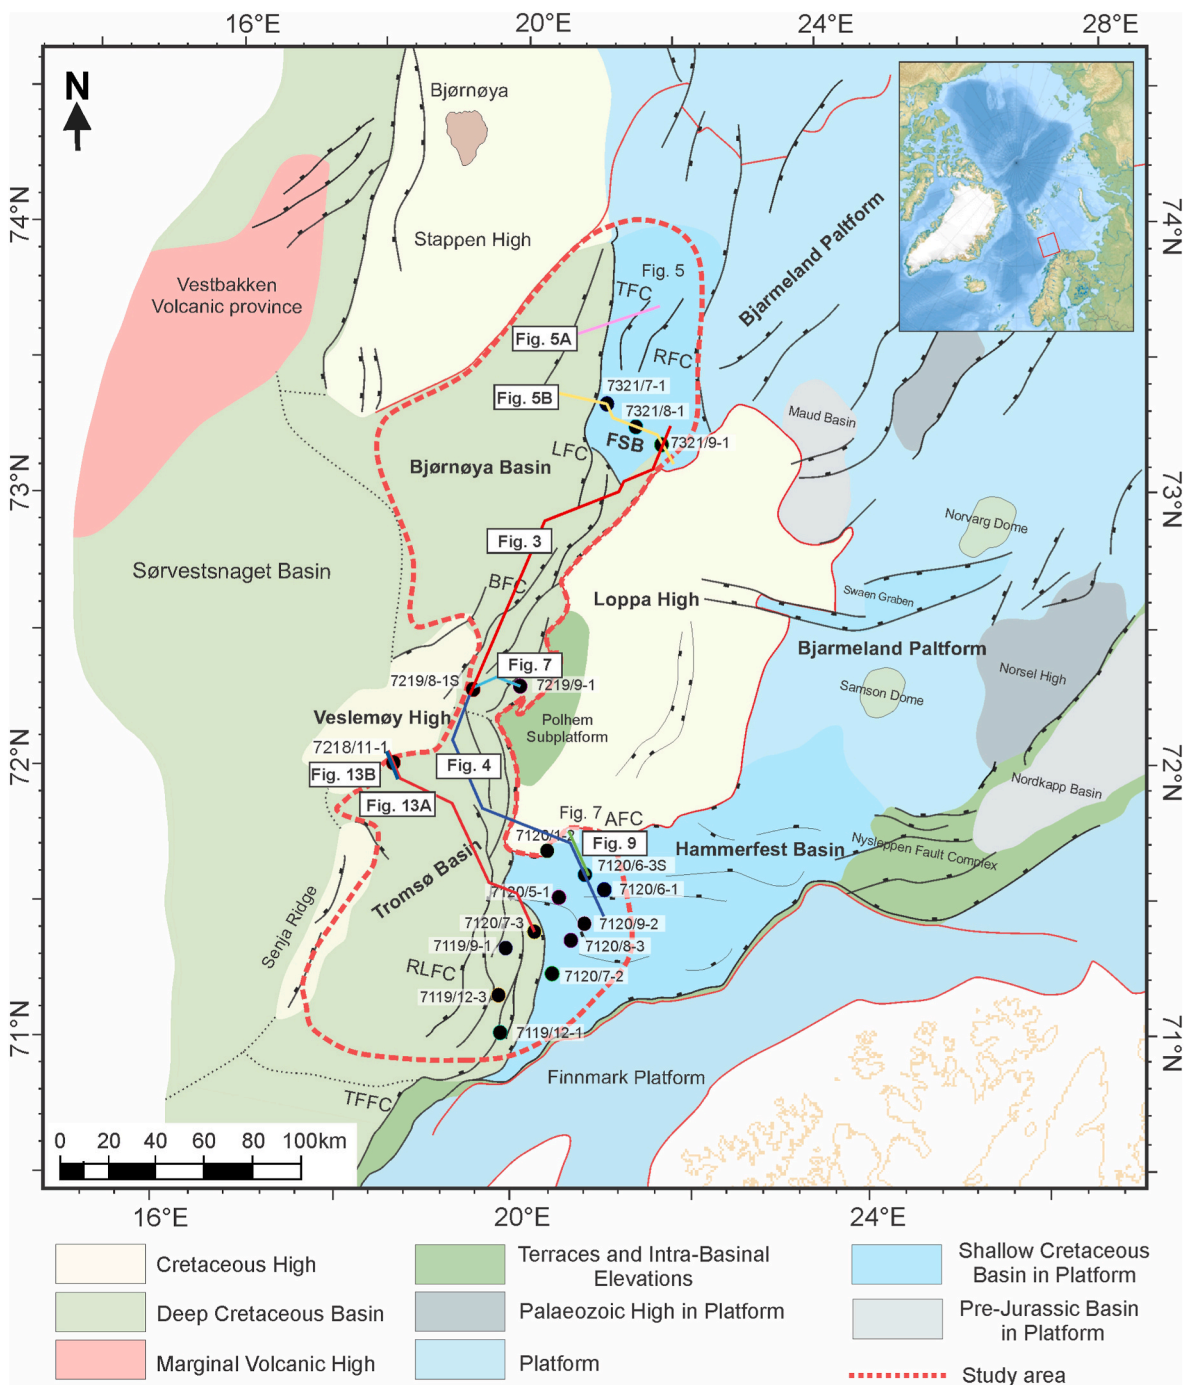 16°E
20°E
24°E
28°E
N
Bjørnøya
74°N
74°N
Stappen High
Bjarmeland Paltform
Vestbakken
Volcanic province
Fig. 5
TFC
Fig. 5A
RFC
Fig. 5B
7321/7-1
7321/8-1
Maud Basin
FSB
7321/9-1
LFC
Bjørnøya Basin
73°N
73°N
Norvarg Dome
Fig. 3
Sørvestsnaget Basin
BFC
Swaen Graben
Loppa High
Bjarmeland Paltform
Fig. 7
7219/8-1S
7219/9-1
Norsel High
Samson Dome
Veslemøy High
Polhem
Subplatform
7218/11-1
72°N
72°N
Fig. 4
Fig. 13B
Nordkapp Basin
Fig. 13A
Fig. 7
AFC
7120/1-
Fig. 9
Hammerfest Basin
Nysleppen Fault Complex
7120/6-3S
Tromsø Basin
7120/5-1
7120/6-1
Senja Ridge
7120/7-3
7120/9-2
7119/9-1
7120/8-3
RLFC
7120/7-2
7119/12-3
71°N
71°N
7119/12-1
Finnmark Platform
TFFC
0 20 40 60 80 100km
16°E
20°E
24°E
Cretaceous High
Terraces and Intra-Basinal
Elevations
Shallow Cretaceous
Basin in Platform
Deep Cretaceous Basin
Palaeozoic High in Platform
Pre-Jurassic Basin
in Platform
Marginal Volcanic High
Platform
Study area